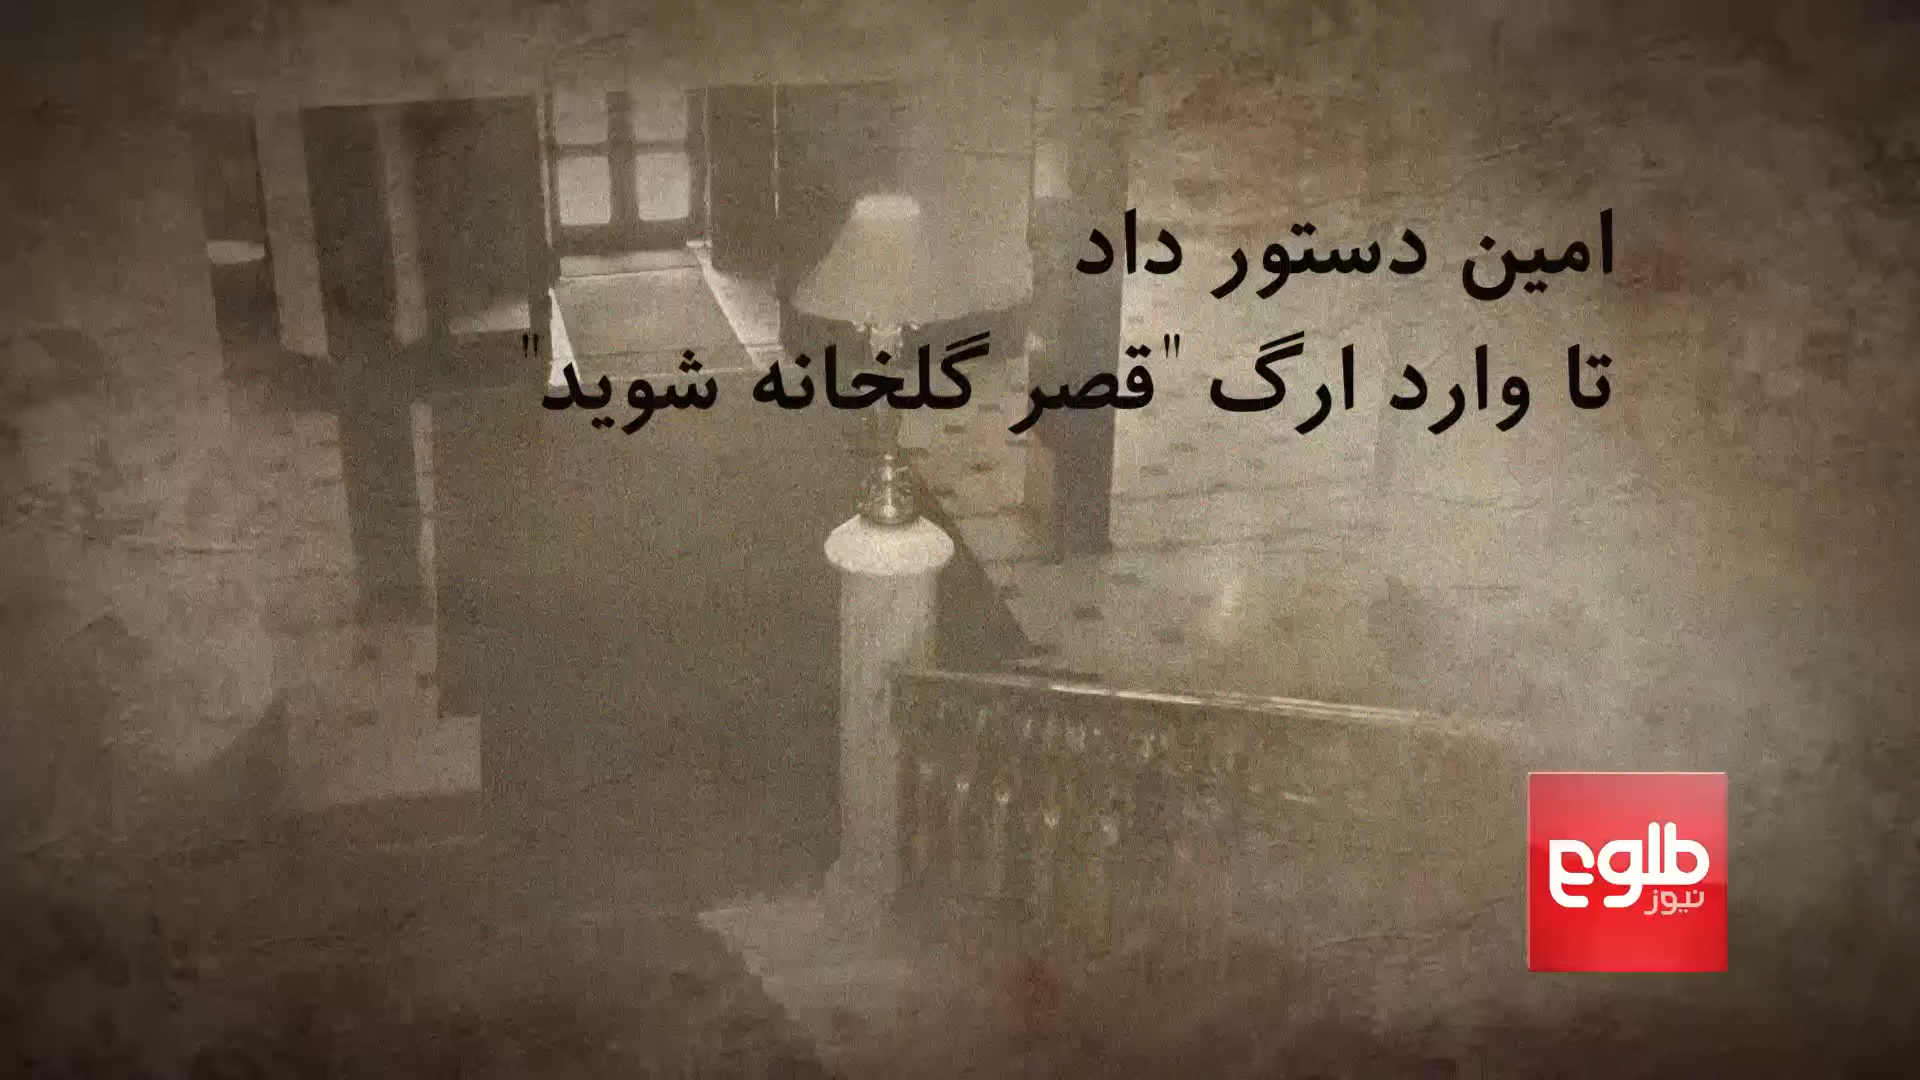 امین دستور داد
تا وارد ارگ "قصر گلخانه شوید"
طلوع
نیوز